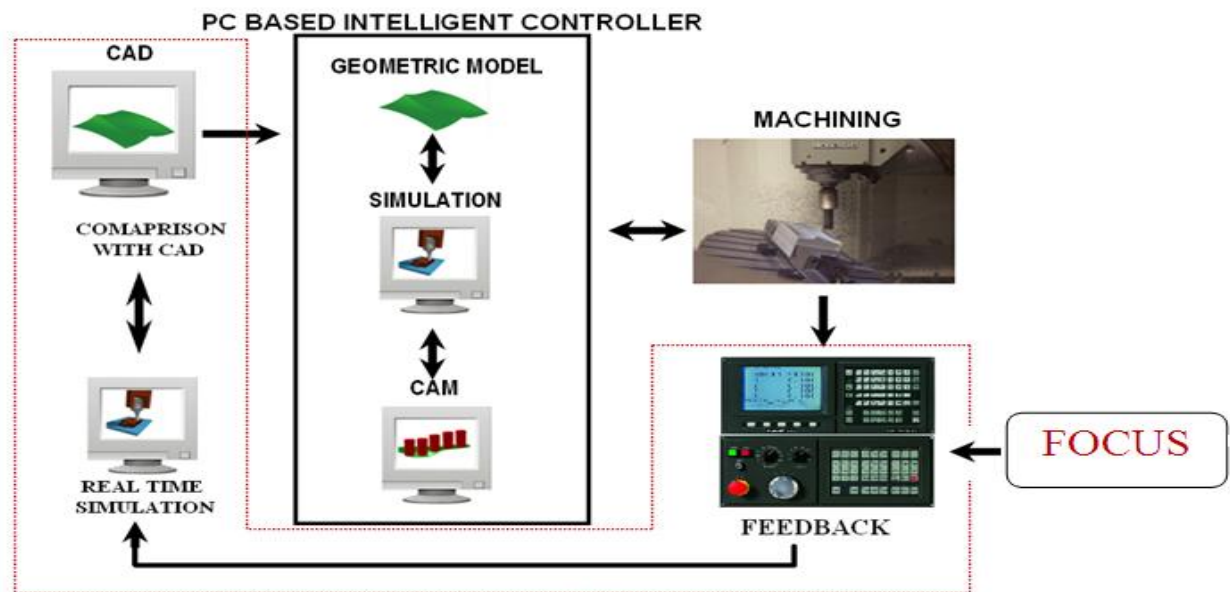 PC BASED INTELLIGENT CONTROLLER
CAD
GEOMETRIC MODEL
MACHINING
SIMULATION
COMAPRISON
WITH CAD
CAM
REAL TIME
SIMULATION
FEEDBACK
FOCUS